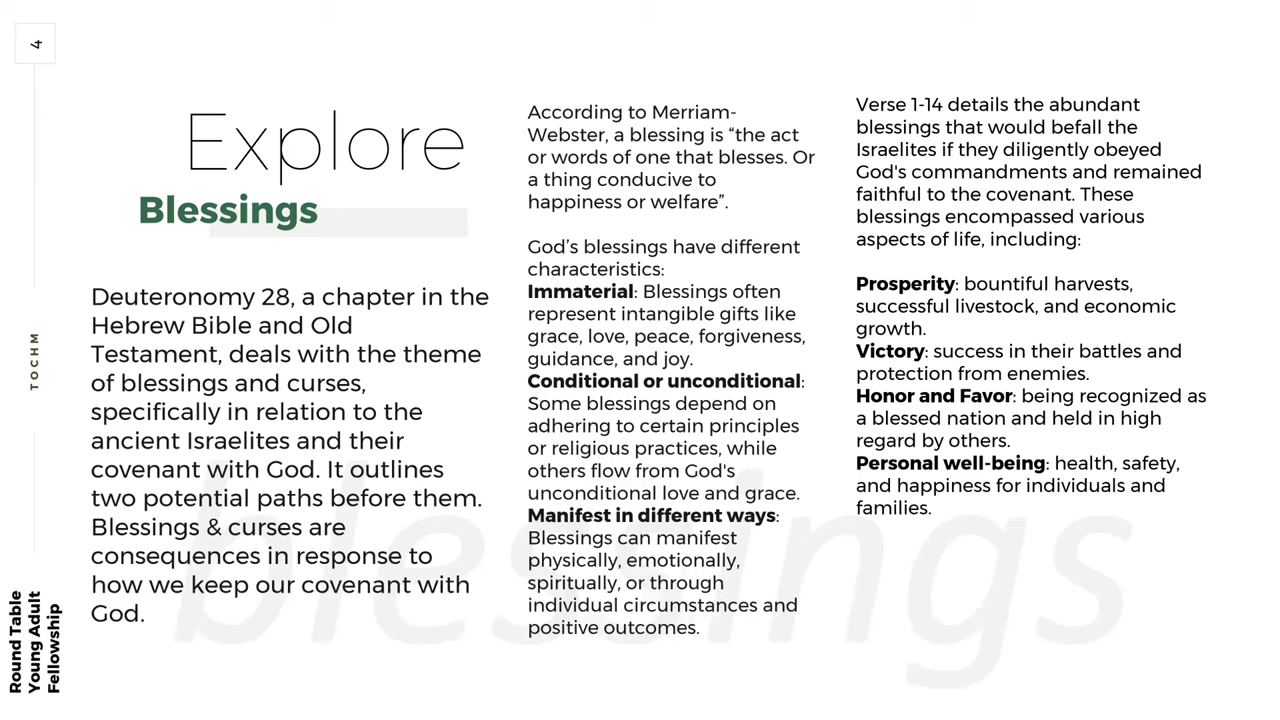 4
TOCHM
Round Table
Young Adult
Fellowship
Explore
Blessings
Deuteronomy 28, a chapter in the
Hebrew Bible and Old
Testament, deals with the theme
of blessings and curses,
specifically in relation to the
ancient Israelites and their
covenant with God. It outlines
two potential paths before them.
Blessings & curses are
consequences in response to
how we keep our covenant with
God.
According to Merriam-
Webster, a blessing is “the act
or words of one that blesses. Or
a thing conducive to
happiness or welfare”.
God’s blessings have different
characteristics:
Immaterial: Blessings often
represent intangible gifts like
grace, love, peace, forgiveness,
guidance, and joy.
Conditional or unconditional:
Some blessings depend on
adhering to certain principles
or religious practices, while
others flow from God's
unconditional love and grace.
Manifest in different ways:
Blessings can manifest
physically, emotionally,
spiritually, or through
individual circumstances and
positive outcomes.
Verse 1-14 details the abundant
blessings that would befall the
Israelites if they diligently obeyed
God's commandments and remained
faithful to the covenant. These
blessings encompassed various
aspects of life, including:
Prosperity: bountiful harvests,
successful livestock, and economic
growth.
Victory: success in their battles and
protection from enemies.
Honor and Favor: being recognized as
a blessed nation and held in high
regard by others.
Personal well-being: health, safety,
and happiness for individuals and
families.
blessings